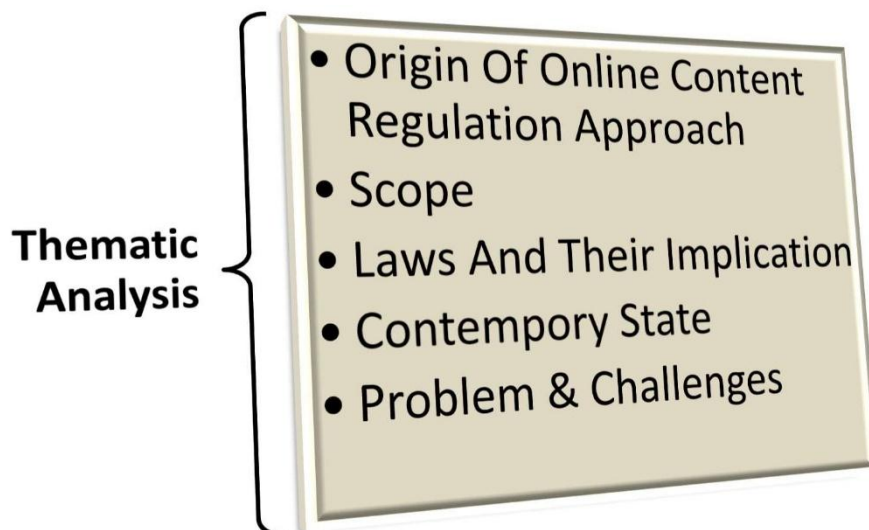 Thematic
Analysis
• Origin Of Online Content
Regulation Approach
• Scope
• Laws And Their Implication
• Contempory State
• Problem & Challenges